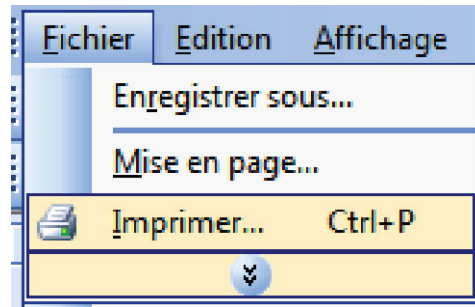 Fichier Edition Affichage
Enregistrer sous...
Mise en page...
Imprimer... Ctrl+P